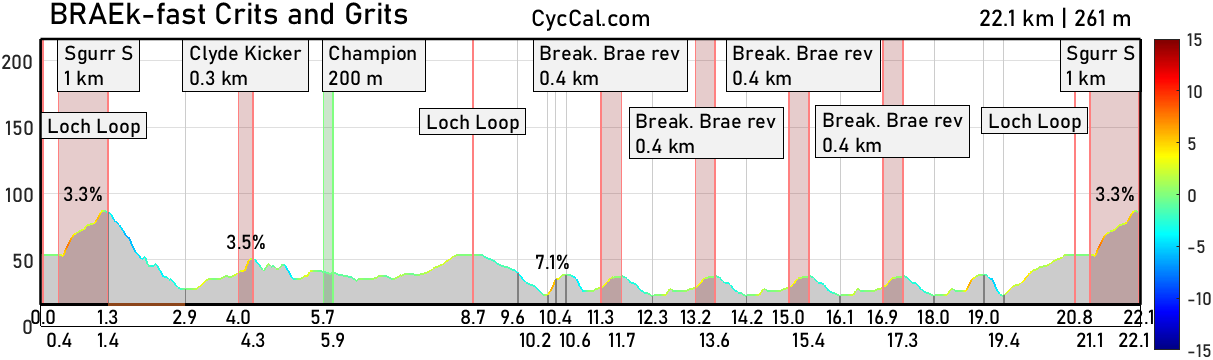 BRAEk-fast Crits and Grits
CycCal.com
22.1 km | 261 m
Sgurr S
1 km
Clyde Kicker
0.3 km
Champion
200 m
Break. Brae rev
0.4 km
Break. Brae rev
0.4 km
Sgurr S
1 km
Loch Loop
Loch Loop
Break. Brae rev
0.4 km
Break. Brae rev
0.4 km
Loch Loop
3.3%
3.5%
7.1%
3.3%
200
150
100
50
0
0.0 1.3 2.9 4.0 5.7 8.7 9.6 10.4 11.3 12.3 13.2 14.2 15.0 16.1 16.9 18.0 19.0 20.8 22.1
0.4 1.4 4.3 5.9 10.2 10.6 11.7 13.6 15.4 17.3 19.4 21.1 22.1
15
10
5
0
-5
-10
-15